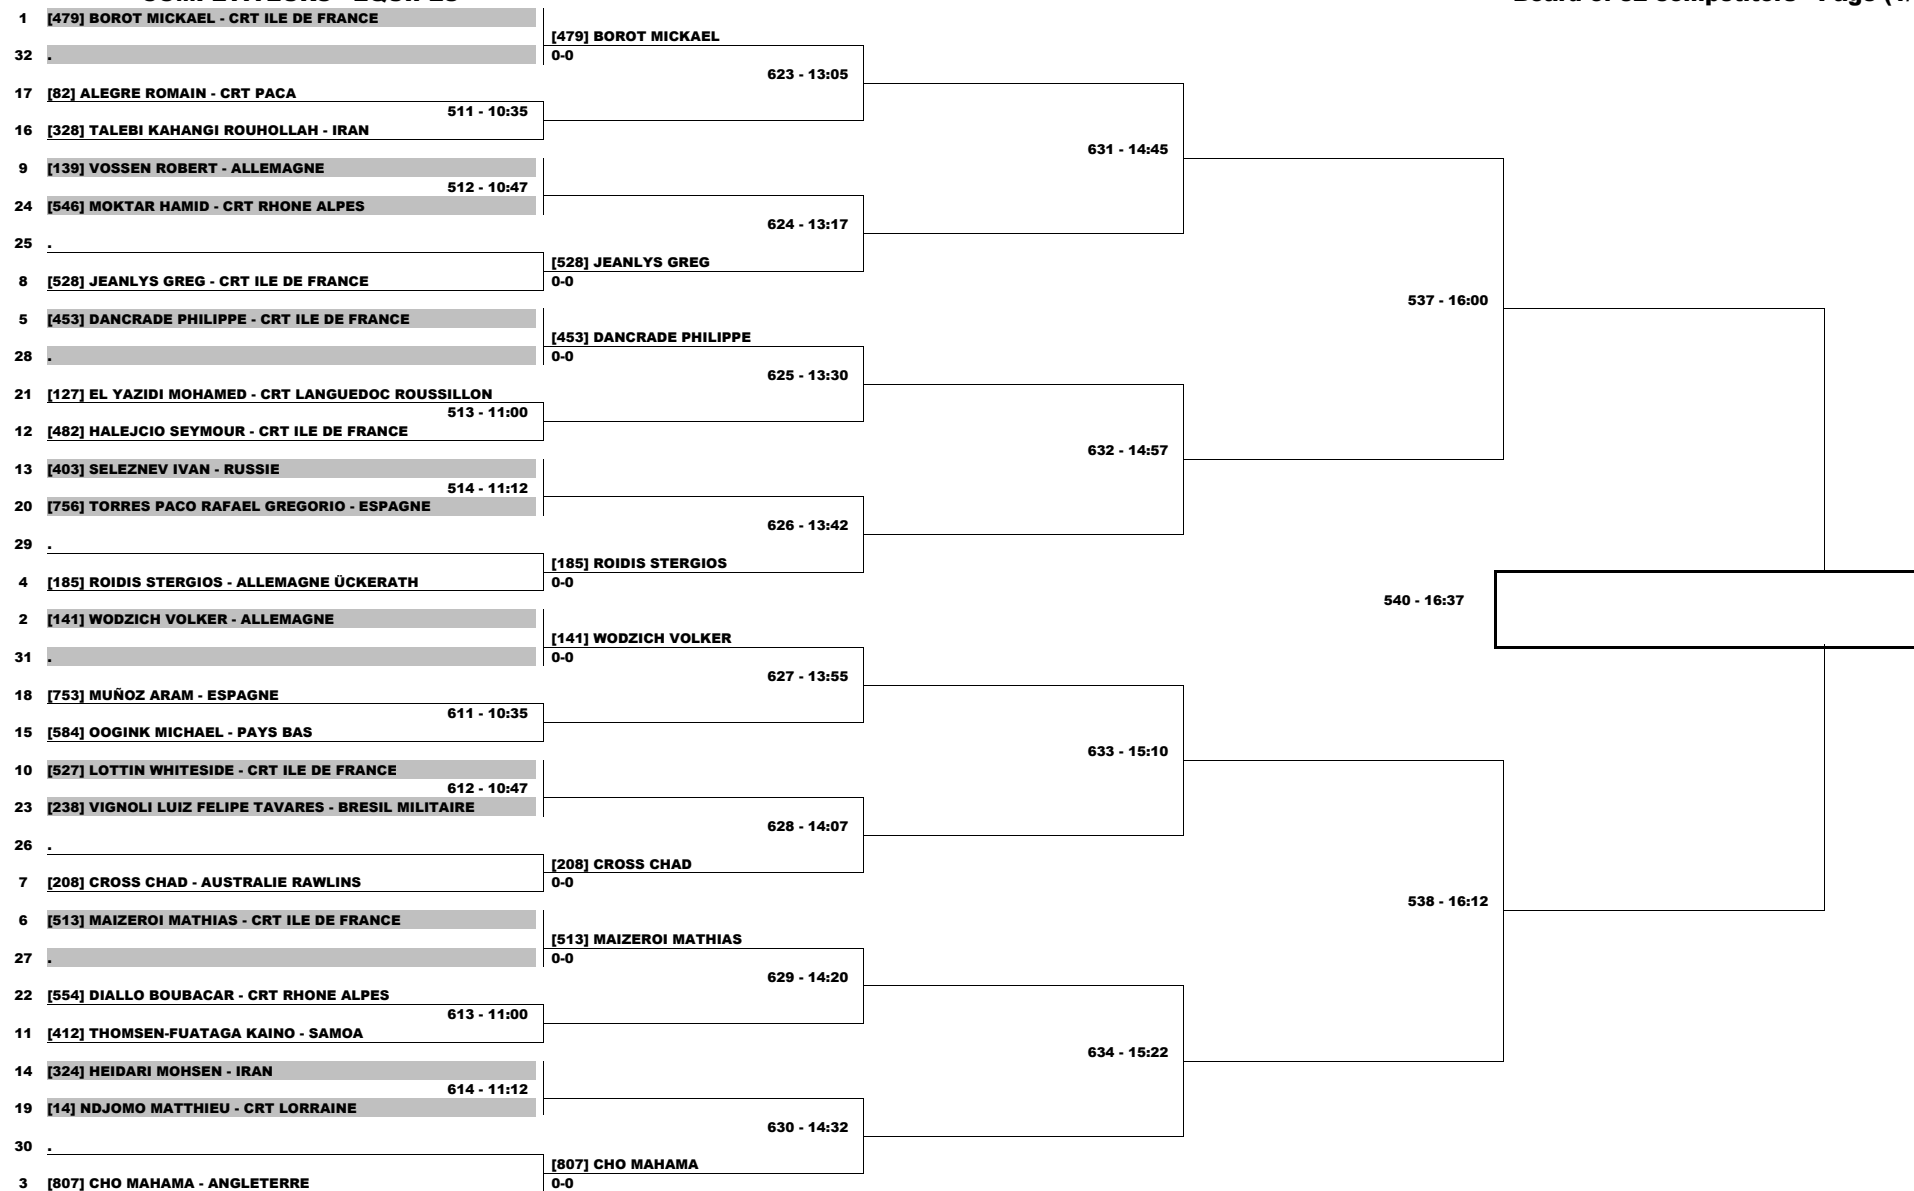 1 [479] BOROT MICKAEL - CRT ILE DE FRANCE
[479] BOROT MICKAEL
32 .
0-0
623 - 13:05
17 [82] ALEGRE ROMAIN - CRT PACA
511 - 10:35
16 [328] TALEBI KAHANGI ROUHOLLAH - IRAN
631 - 14:45
9 [139] VOSSEN ROBERT - ALLEMAGNE
512 - 10:47
24 [546] MOKTAR HAMID - CRT RHONE ALPES
624 - 13:17
25 .
[528] JEANLYS GREG
8 [528] JEANLYS GREG - CRT ILE DE FRANCE
0-0
537 - 16:00
5 [453] DANCRADE PHILIPPE - CRT ILE DE FRANCE
[453] DANCRADE PHILIPPE
28 .
0-0
625 - 13:30
21 [127] EL YAZIDI MOHAMED - CRT LANGUEDOC ROUSSILLON
513 - 11:00
12 [482] HALEJCIO SEYMOUR - CRT ILE DE FRANCE
632 - 14:57
13 [403] SELEZNEV IVAN - RUSSIE
514 - 11:12
20 [756] TORRES PACO RAFAEL GREGORIO - ESPAGNE
626 - 13:42
29 .
[185] ROIDIS STERGIOS
4 [185] ROIDIS STERGIOS - ALLEMAGNE ÜCKERATH
0-0
540 - 16:37
2 [141] WODZICH VOLKER - ALLEMAGNE
[141] WODZICH VOLKER
31 .
0-0
627 - 13:55
18 [753] MUÑOZ ARAM - ESPAGNE
611 - 10:35
15 [584] OOGINK MICHAEL - PAYS BAS
633 - 15:10
10 [527] LOTTIN WHITESIDE - CRT ILE DE FRANCE
612 - 10:47
23 [238] VIGNOLI LUIZ FELIPE TAVARES - BRESIL MILITAIRE
628 - 14:07
26 .
[208] CROSS CHAD
7 [208] CROSS CHAD - AUSTRALIE RAWLINS
0-0
538 - 16:12
6 [513] MAIZEROI MATHIAS - CRT ILE DE FRANCE
[513] MAIZEROI MATHIAS
27 .
0-0
629 - 14:20
22 [554] DIALLO BOUBACAR - CRT RHONE ALPES
613 - 11:00
11 [412] THOMSEN-FUATAGA KAINO - SAMOA
634 - 15:22
14 [324] HEIDARI MOHSEN - IRAN
614 - 11:12
19 [14] NDJOMO MATTHIEU - CRT LORRAINE
630 - 14:32
30 .
[807] CHO MAHAMA
3 [807] CHO MAHAMA - ANGLETERRE
0-0